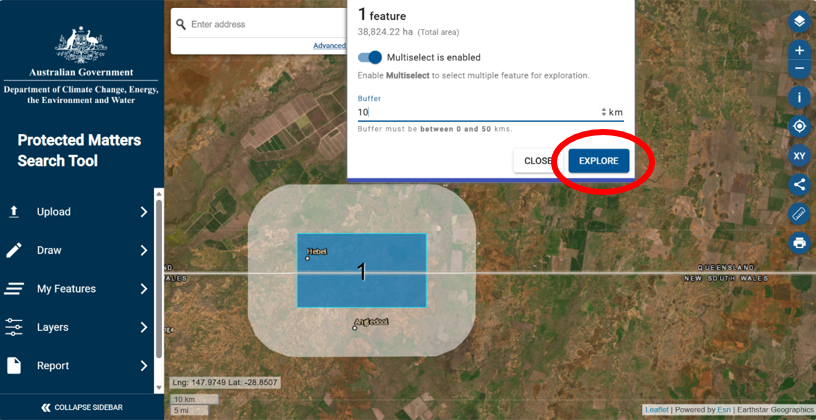 Australian Government
Department of Climate Change, Energy,
the Environment and Water
Protected Matters
Search Tool
Upload
Draw
My Features
Layers
Report
COLLAPSE SIDEBAR
Enter address
Advanced
1 feature
38,824.22 ha (Total area)
Multiselect is enabled
Enable Multiselect to select multiple feature for exploration.
Buffer
10
km
Buffer must be between 0 and 50 kms.
CLOSE
EXPLORE
i
XY
Hebel
1
Angledool
QUEENSLAND
NEW SOUTH WALES
ND
ALES
Lng: 147.9749 Lat: -28.8507
10 km
5 mi
Leaflet | Powered by Esri | Earthstar Geographics